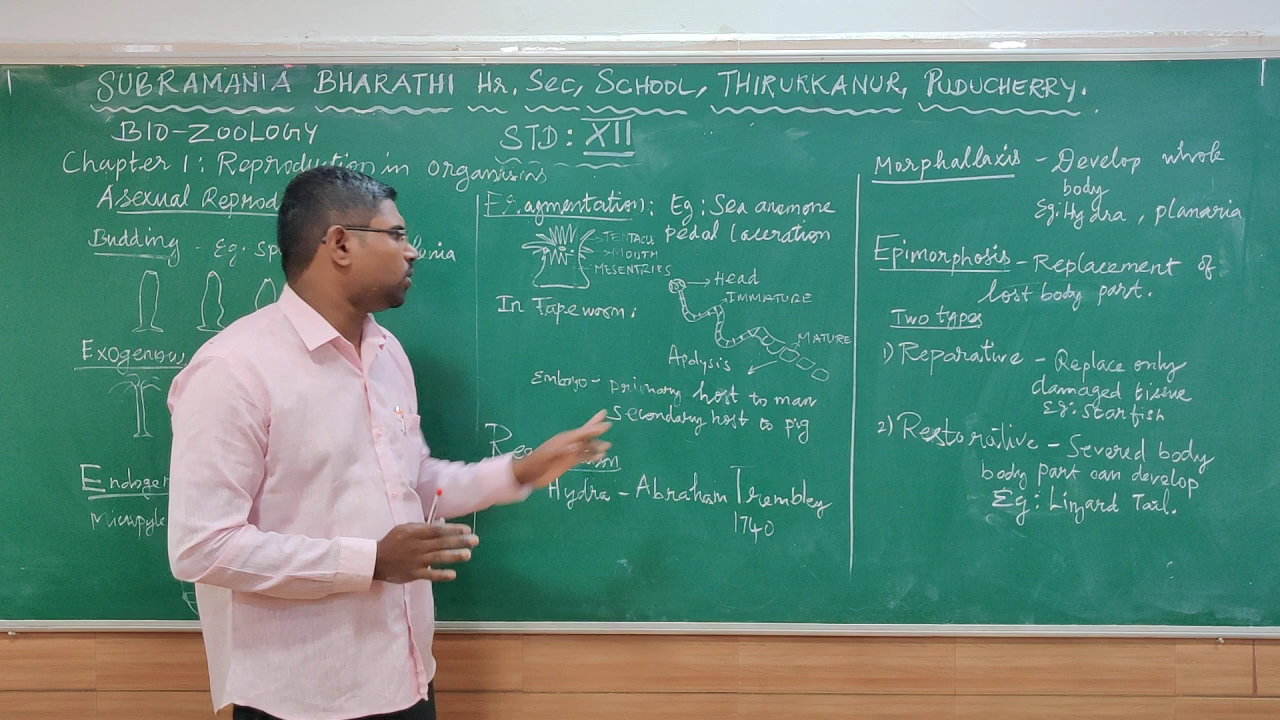 SUBRAMANIA BHARATHI Hr. Sec, SCHOOL, THIRUKKANUR, PUDUCHERRY.
BIO-ZOOLOGY
STD: XII
Chapter 1: Reproduction in organisms
Asexual Reprod
Budding - Eg: Sp
Exogenous
Endogen
Micropyle
Fragmentation: Eg: Sea anemone
pedal laceration
TENTACU
MOUTH
MESENTRIES
Head
IMMATURE
In Tapeworm.
MATURE
Apolysis
Embryo - primary host to man
secondary host to pig
Hydra - Abraham Trembley
1740
Morphallaxis - Develop whole
body
Eg: Hydra, planaria
Epimorphosis - Replacement of
lost body part.
Two types
1) Reparative - Replace only
damaged tissue
Eg: Starfish
2) Restorative - Severed body
body part can develop
Eg: Linzard Tail.